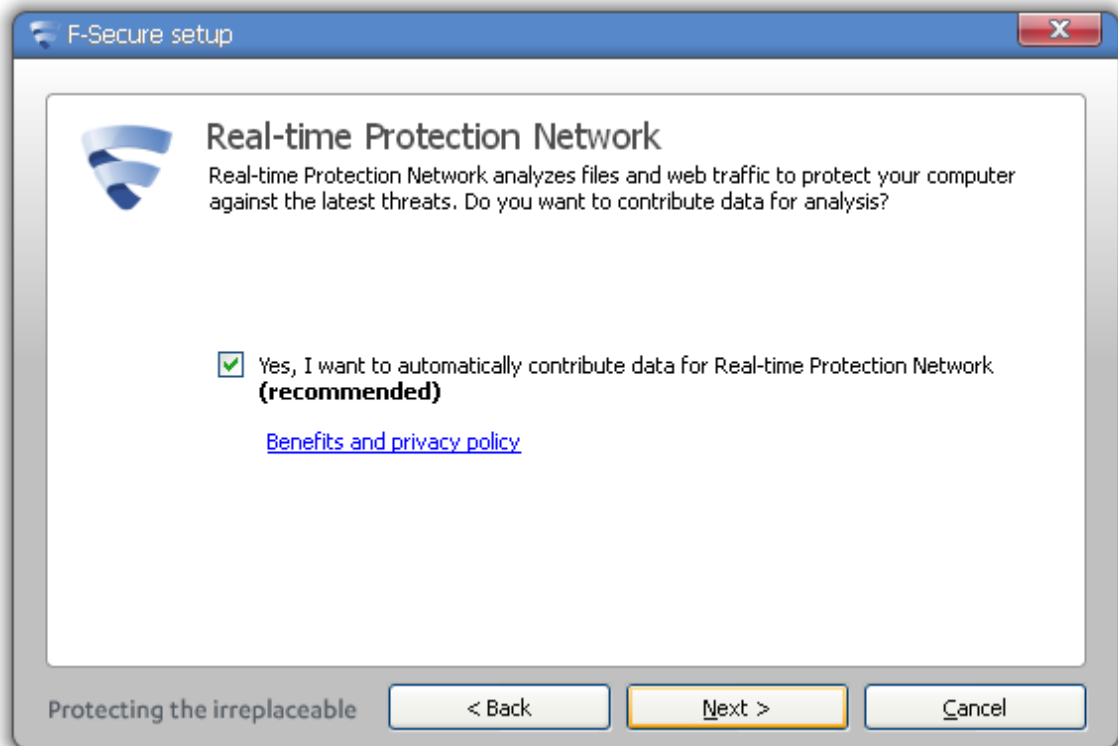 F-Secure setup
Real-time Protection Network
Real-time Protection Network analyzes files and web traffic to protect your computer
against the latest threats. Do you want to contribute data for analysis?
Yes, I want to automatically contribute data for Real-time Protection Network
(recommended)
Benefits and privacy policy
Protecting the irreplaceable
< Back
Next >
Cancel